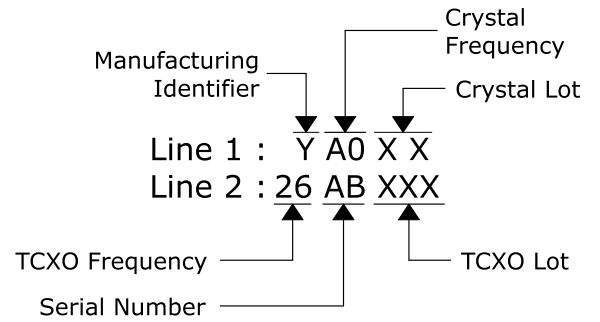 Crystal
Frequency
Manufacturing
Identifier
Crystal Lot
Line 1 : Y A0 X X
Line 2 : 26 AB XXX
TCXO Frequency
TCXO Lot
Serial Number